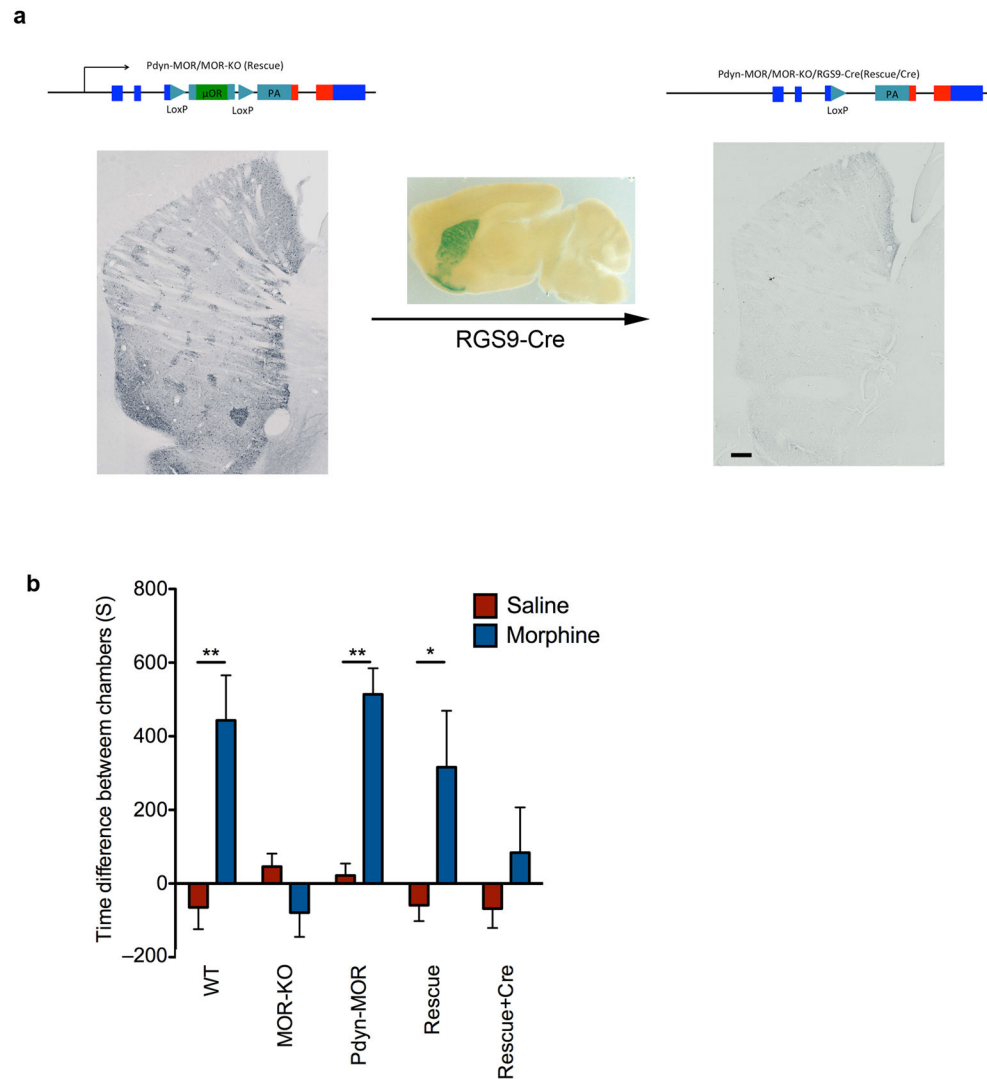 a
Pdyn-MOR/MOR-KO (Rescue)
µOR
PA
LoxP
LoxP
Pdyn-MOR/MOR-KO/RGS9-Cre(Rescue/Cre)
PA
LoxP
RGS9-Cre
b
Time difference betweem chambers (S)
800
600
400
200
0
–200
Saline
Morphine
**
**
*
WT
MOR-KO
Pdyn-MOR
Rescue
Rescue+Cre